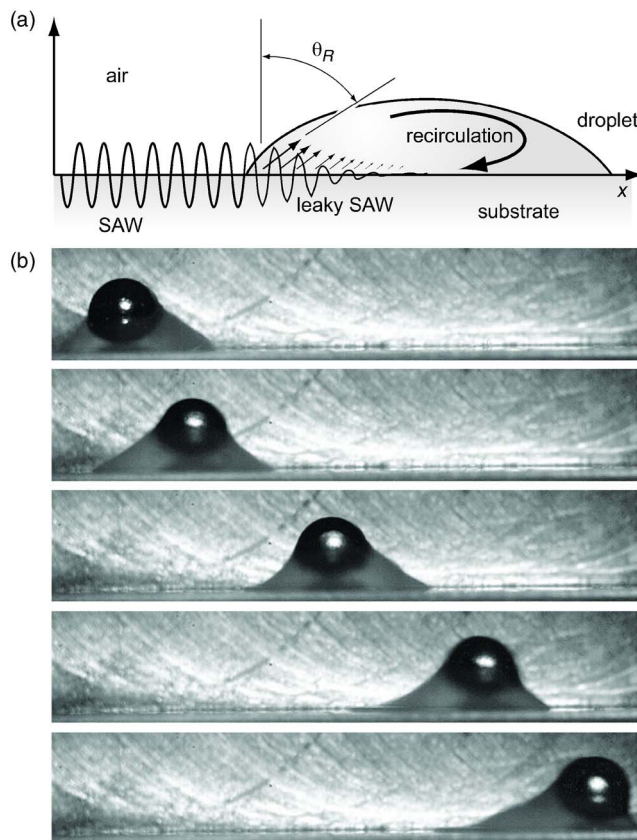 (a)
θR
air
recirculation
droplet
x
leaky SAW
SAW
substrate
(b)